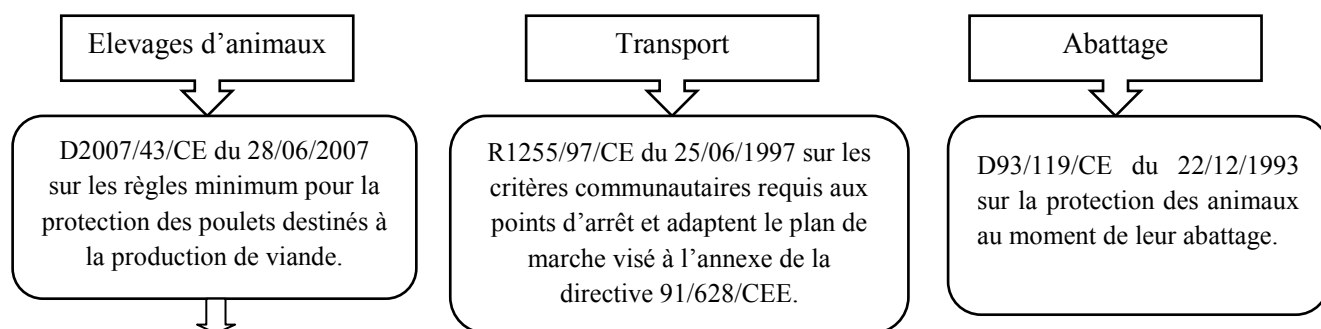 Elevages d'animaux
D2007/43/CE du 28/06/2007
sur les règles minimum pour la
protection des poulets destinés à
la production de viande.
Transport
R1255/97/CE du 25/06/1997 sur les
critères communautaires requis aux
points d'arrêt et adaptent le plan de
marche visé à l'annexe de la
directive 91/628/CEE.
Abattage
D93/119/CE du 22/12/1993
sur la protection des animaux
au moment de leur abattage.